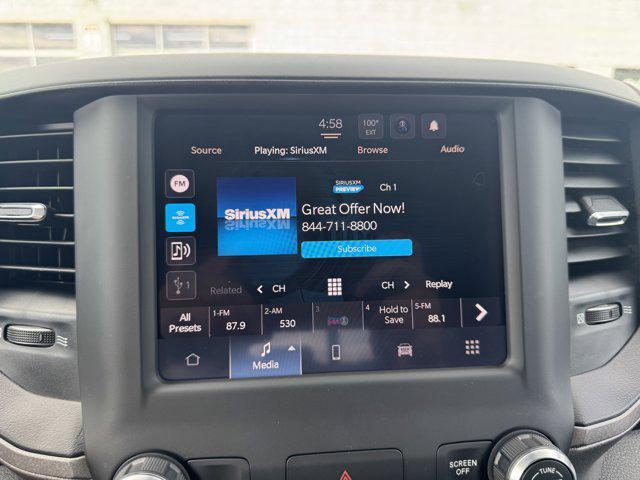 4:58
100°
EXT
Source
Playing: SiriusXM
Browse
Audio
FM
SiriusXM
SIRIUSXM
PREVIEW
Ch 1
Great Offer Now!
844-711-8800
Subscribe
1
Related
CH
CH
Replay
All
Presets
1-FM
87.9
2-AM
530
3
4
Hold to
Save
5-FM
88.1
Media
SCREEN
OFF
TUNE